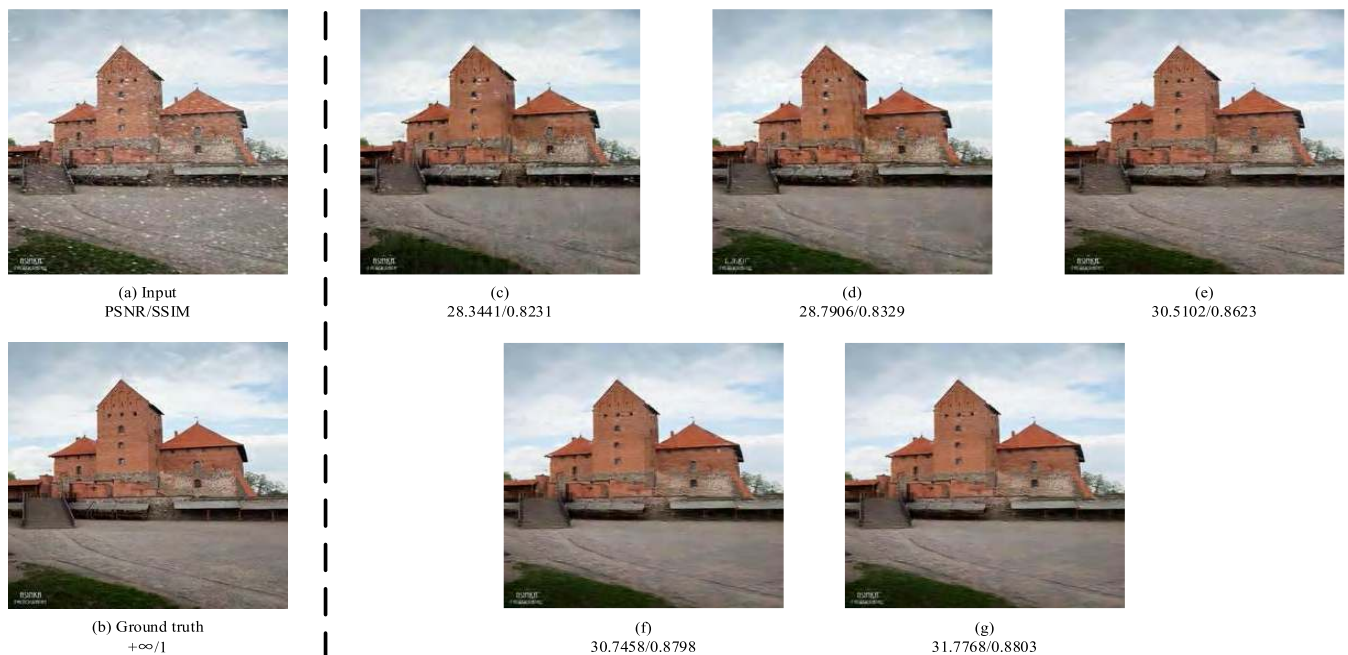 (a) Input
PSNR/SSIM
(c)
28.3441/0.8231
(d)
28.7906/0.8329
(e)
30.5102/0.8623
(b) Ground truth
+∞/1
(f)
30.7458/0.8798
(g)
31.7768/0.8803